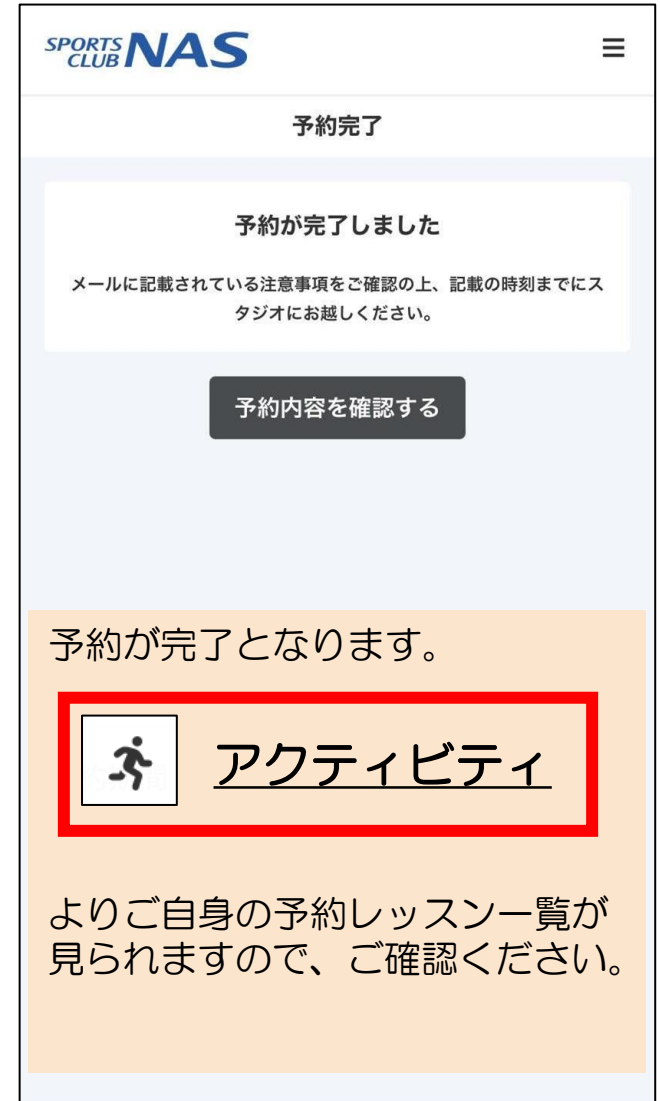 SPORTS CLUB NAS
予約完了
予約が完了しました
メールに記載されている注意事項をご確認の上、記載の時刻までにス
タジオにお越しください。
予約内容を確認する
予約が完了となります。
アクティビティ
よりご自身の予約レッスン一覧が
見られますので、ご確認ください。